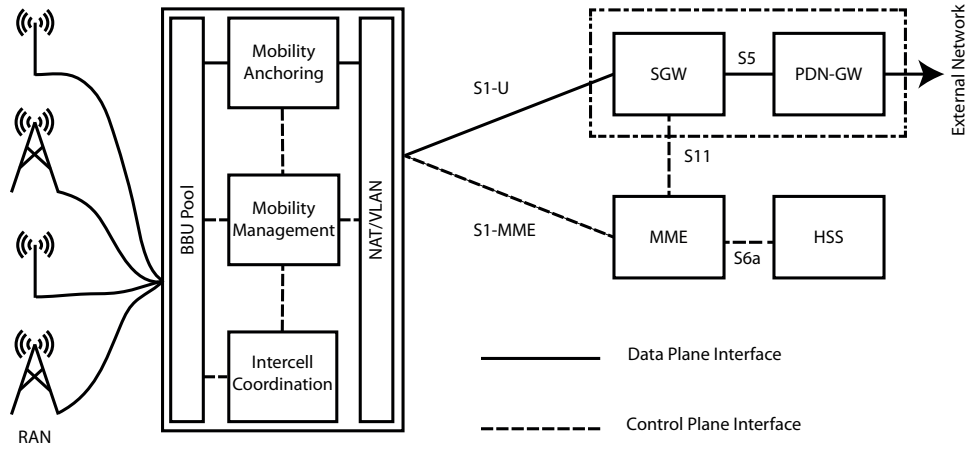 Mobility
Anchoring
BBU Pool
Mobility
Management
NAT/VLAN
Intercell
Coordination
RAN
S1-U
S1-MME
SGW
S5
PDN-GW
External Network
S11
MME
S6a
HSS
Data Plane Interface
Control Plane Interface